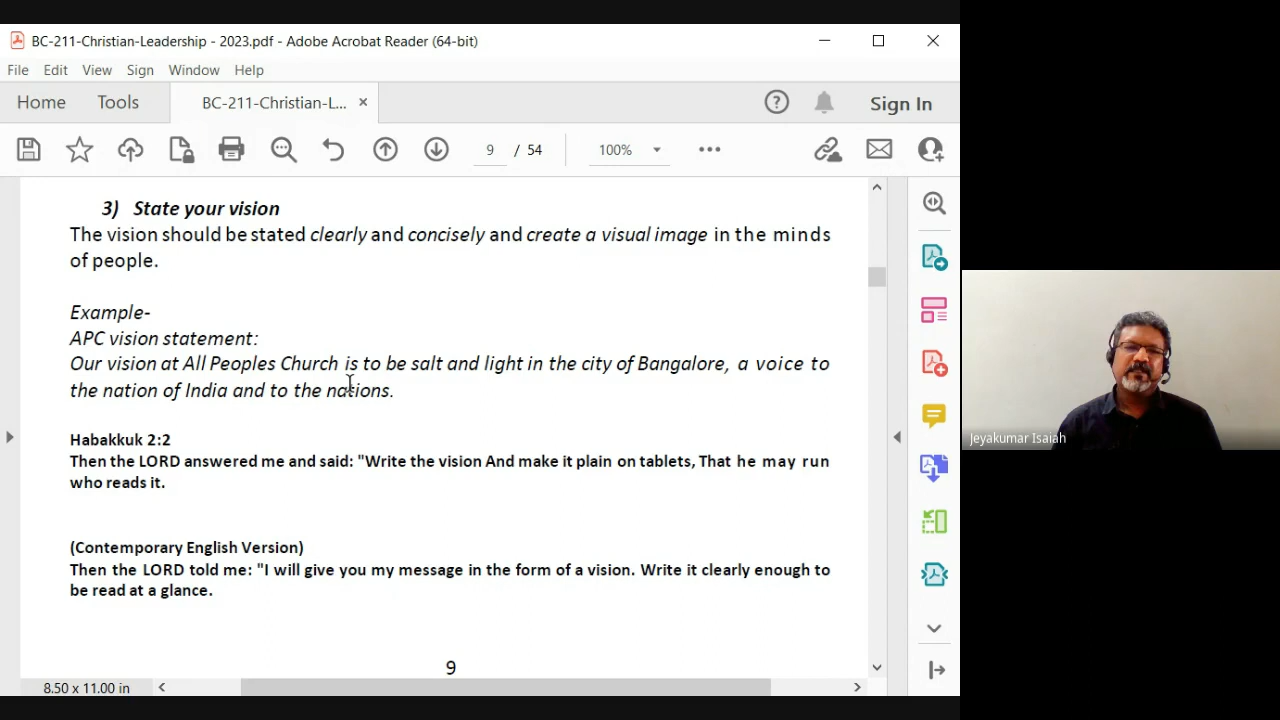 BC-211-Christian-Leadership - 2023.pdf - Adobe Acrobat Reader (64-bit)
File Edit View Sign Window Help
Home Tools BC-211-Christian-L... × Sign In
9 / 54 100%
3) State your vision
The vision should be stated clearly and concisely and create a visual image in the minds
of people.
Example-
APC vision statement:
Our vision at All Peoples Church is to be salt and light in the city of Bangalore, a voice to
the nation of India and to the nations.
Habakkuk 2:2
Then the LORD answered me and said: "Write the vision And make it plain on tablets, That he may run
who reads it.
(Contemporary English Version)
Then the LORD told me: "I will give you my message in the form of a vision. Write it clearly enough to
be read at a glance.
9
8.50 x 11.00 in
Jeyakumar Isaiah